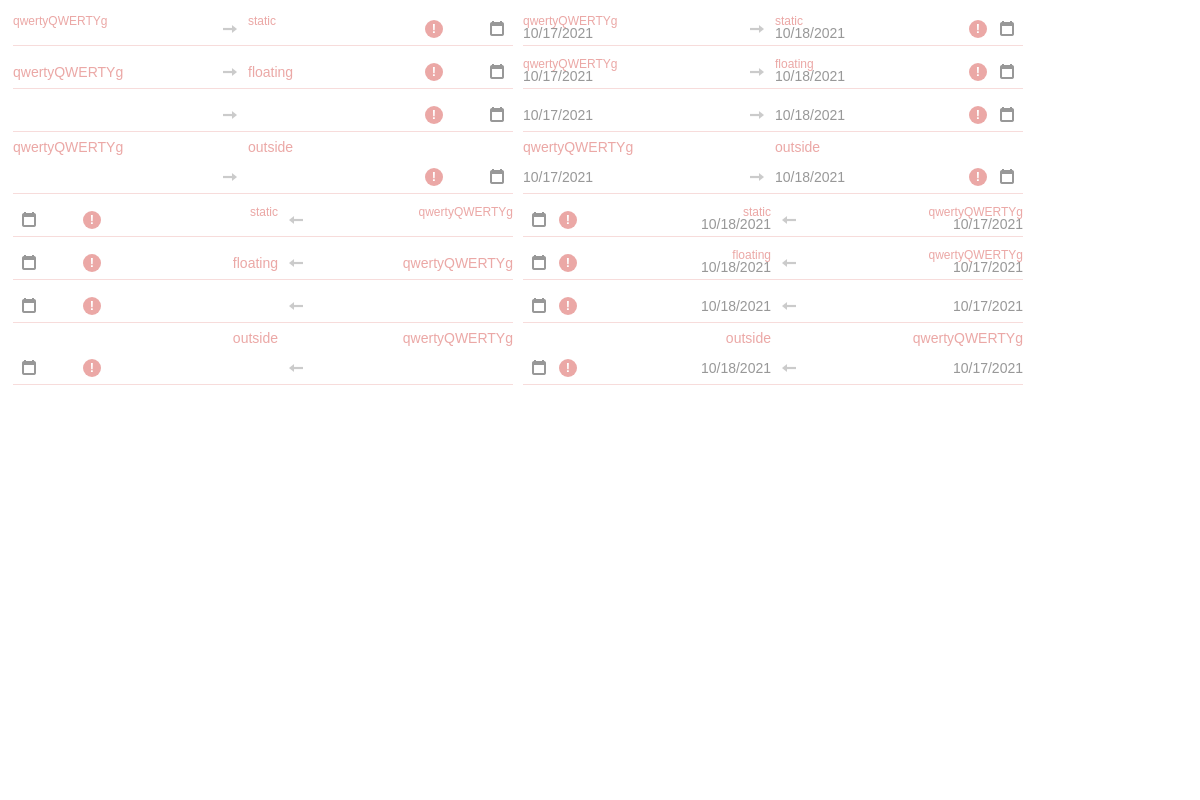 qwertyQWERTYg static qwertyQWERTYg static
10/17/2021 10/18/2021
qwertyQWERTYg floating qwertyQWERTYg floating
10/17/2021 10/18/2021
10/17/2021 10/18/2021
qwertyQWERTYg outside qwertyQWERTYg outside
10/17/2021 10/18/2021
static qwertyQWERTYg static qwertyQWERTYg
10/18/2021 10/17/2021
floating qwertyQWERTYg floating qwertyQWERTYg
10/18/2021 10/17/2021
10/18/2021 10/17/2021
outside qwertyQWERTYg outside qwertyQWERTYg
10/18/2021 10/17/2021